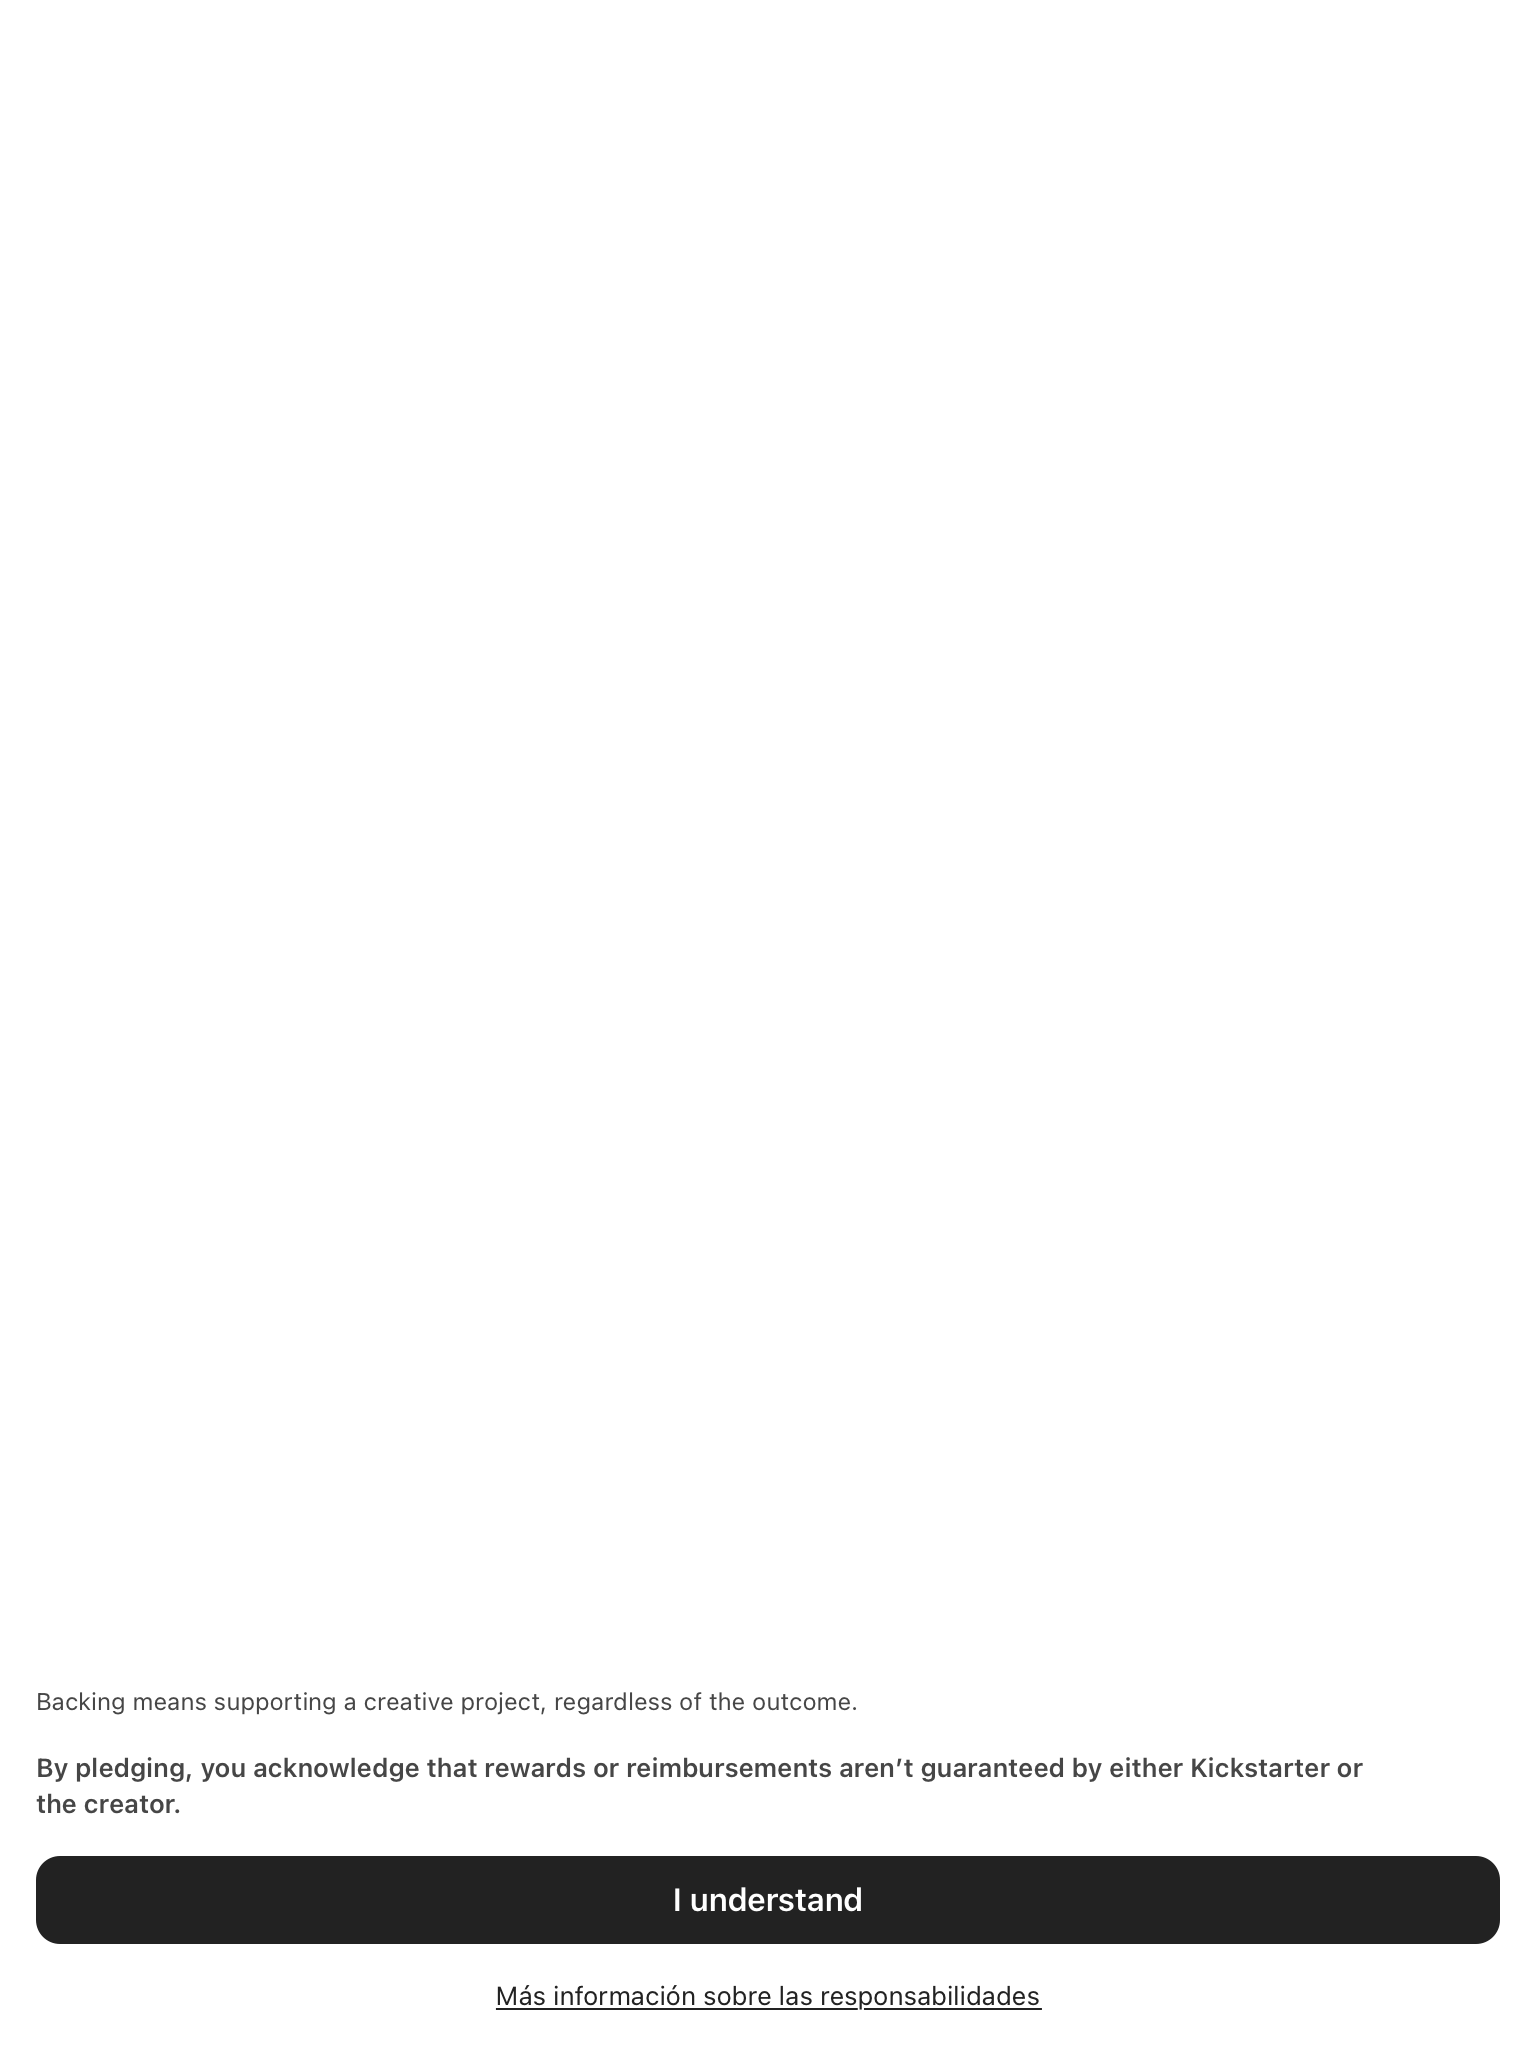 Backing means supporting a creative project, regardless of the outcome.
By pledging, you acknowledge that rewards or reimbursements aren’t guaranteed by either Kickstarter or
the creator.
I understand
Más información sobre las responsabilidades